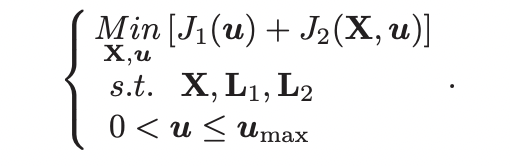 Min [J₁(u) + J₂(X, u)]
X,u
s.t. X, L₁, L₂
0 < u ≤ u_max
.